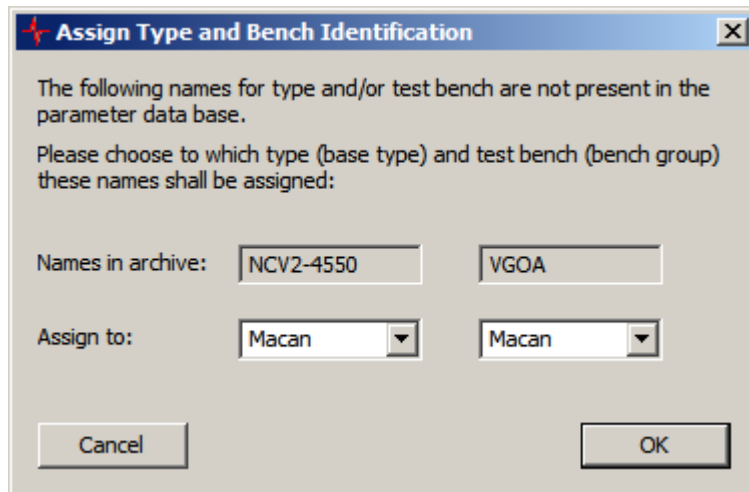 Assign Type and Bench Identification
The following names for type and/or test bench are not present in the
parameter data base.
Please choose to which type (base type) and test bench (bench group)
these names shall be assigned:
Names in archive: NCV2-4550 VGOA
Assign to: Macan Macan
Cancel OK